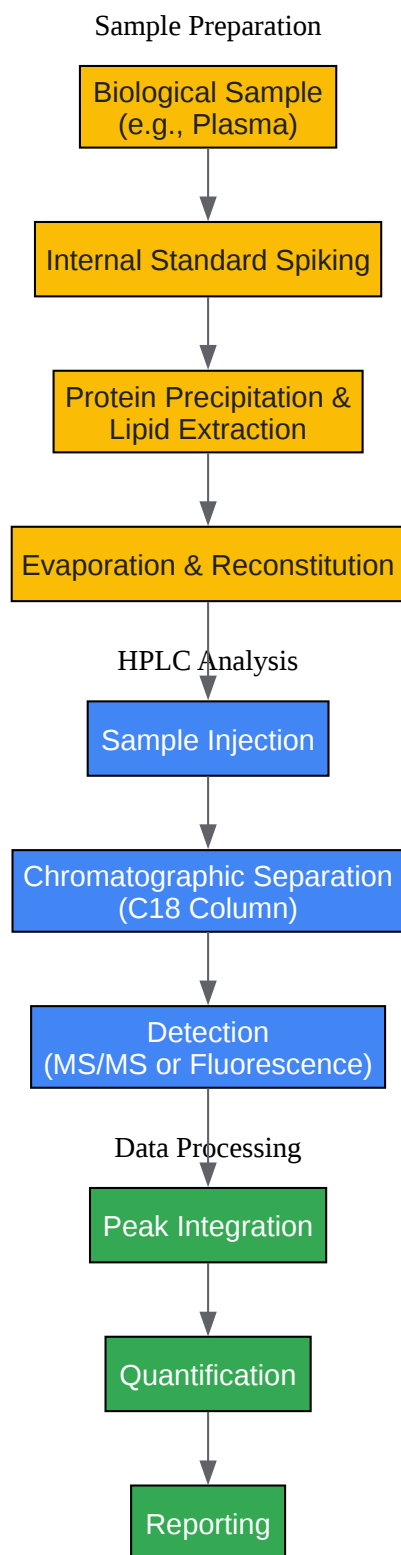 Sample Preparation
Biological Sample
(e.g., Plasma)
Internal Standard Spiking
Protein Precipitation &
Lipid Extraction
Evaporation & Reconstitution
HPLC Analysis
Sample Injection
Chromatographic Separation
(C18 Column)
Detection
(MS/MS or Fluorescence)
Data Processing
Peak Integration
Quantification
Reporting